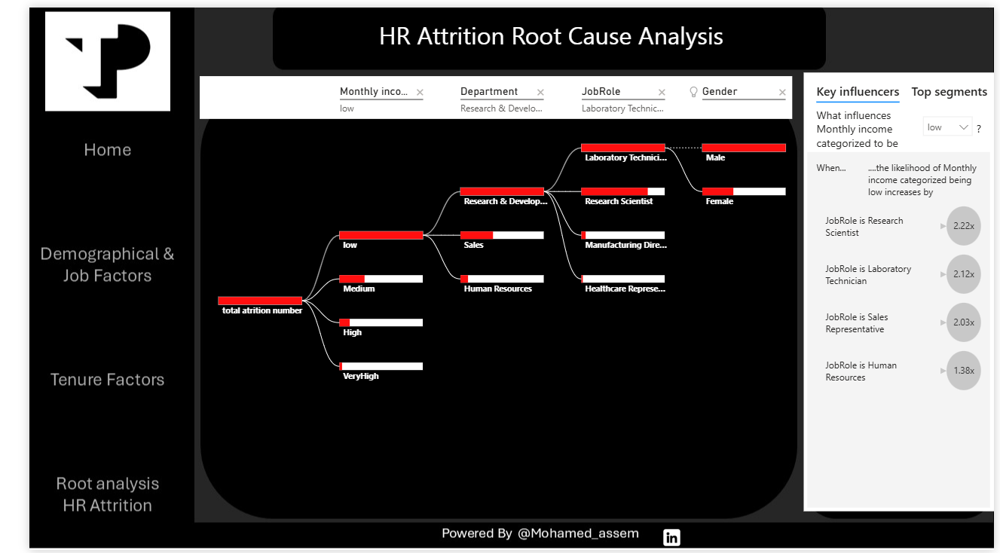 TP
HR Attrition Root Cause Analysis
Home
Demographical &
Job Factors
Tenure Factors
Root analysis
HR Attrition
Monthly inco...
low
Department
Research & Develo...
JobRole
Laboratory Technic...
Gender
total atrition number
low
Medium
High
VeryHigh
Research & Develop...
Sales
Human Resources
Laboratory Technici...
Research Scientist
Manufacturing Dire...
Healthcare Represe...
Male
Female
Key influencers
Top segments
What influences
Monthly income
categorized to be
low
?
When...
....the likelihood of Monthly
income categorized being
low increases by
JobRole is Research
Scientist
2.22x
JobRole is Laboratory
Technician
2.12x
JobRole is Sales
Representative
2.03x
JobRole is Human
Resources
1.38x
Powered By @Mohamed_assem
in